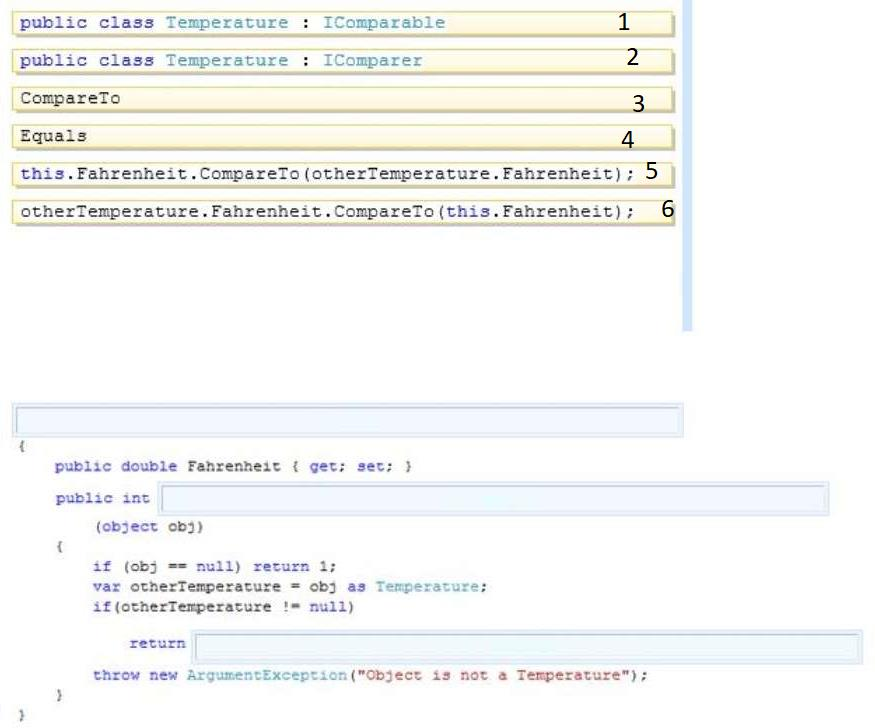 public class Temperature : IComparable 1
public class Temperature : IComparer 2
CompareTo 3
Equals 4
this.Fahrenheit.CompareTo(otherTemperature.Fahrenheit); 5
otherTemperature.Fahrenheit.CompareTo(this.Fahrenheit); 6
{
public double Fahrenheit { get; set; }
public int
(object obj)
{
if (obj == null) return 1;
var otherTemperature = obj as Temperature;
if(otherTemperature != null)
return
throw new ArgumentException("Object is not a Temperature");
}
}